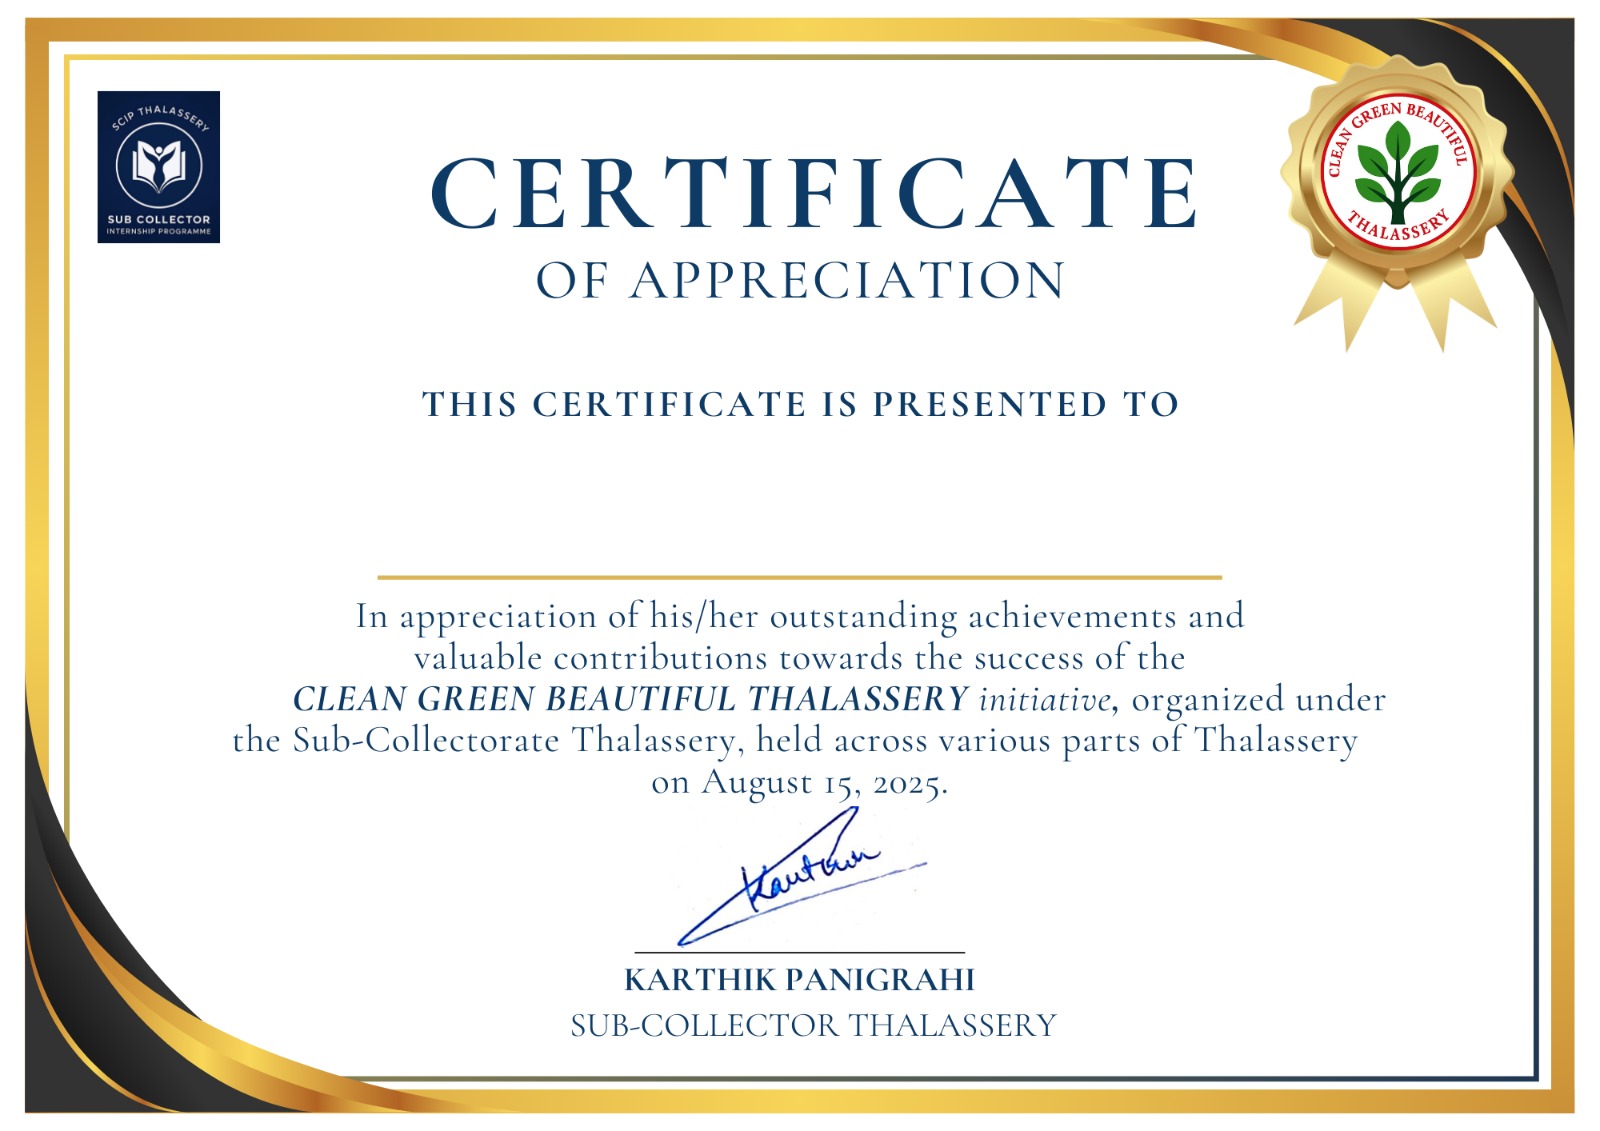 SCIP THALASSERY
SUB COLLECTOR
INTERNSHIP PROGRAMME
CLEAN GREEN BEAUTIFUL
THALASSERY
CERTIFICATE
OF APPRECIATION
THIS CERTIFICATE IS PRESENTED TO
In appreciation of his/her outstanding achievements and
valuable contributions towards the success of the
CLEAN GREEN BEAUTIFUL THALASSERY initiative, organized under
the Sub-Collectorate Thalassery, held across various parts of Thalassery
on August 15, 2025.
KARTHIK PANIGRAHI
SUB-COLLECTOR THALASSERY